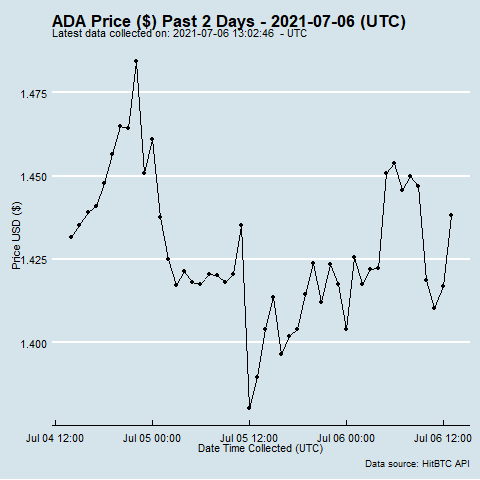 ADA Price ($) Past 2 Days - 2021-07-06 (UTC)
Latest data collected on: 2021-07-06 13:02:46  - UTC
1.475
1.450
1.425
1.400
Price USD ($)
Jul 04 12:00
Jul 05 00:00
Jul 05 12:00
Jul 06 00:00
Jul 06 12:00
Date Time Collected (UTC)
Data source: HitBTC API